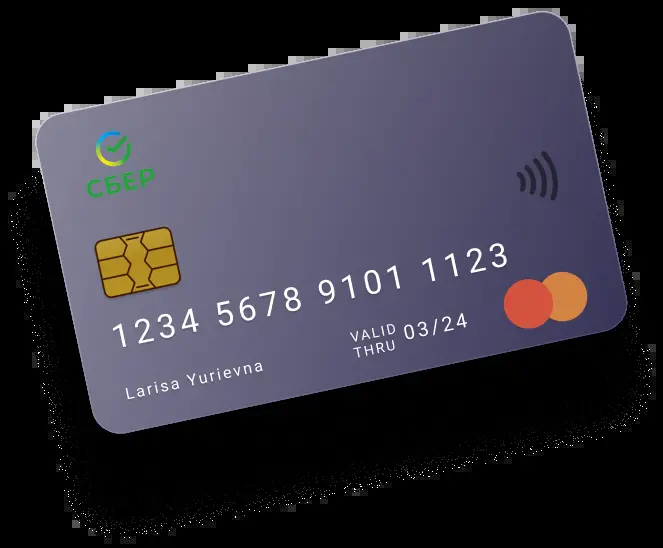 СБЕР
1234 5678 9101 1123
VALID THRU 03/24
Larisa Yurievna